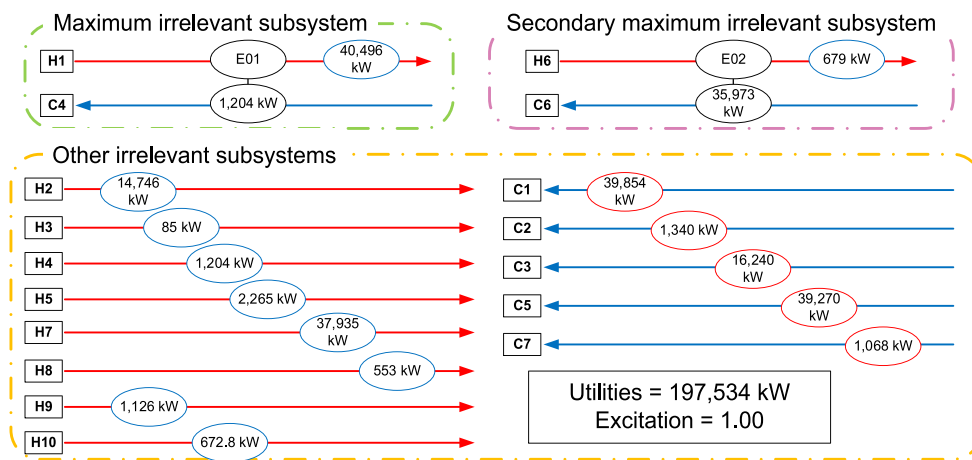 Maximum irrelevant subsystem
H1
E01
40,496
kW
C4
1,204 kW
Secondary maximum irrelevant subsystem
H6
E02
679 kW
C6
35,973
kW
Other irrelevant subsystems
H2
14,746
kW
H3
85 kW
H4
1,204 kW
H5
2,265 kW
H7
37,935
kW
H8
553 kW
H9
1,126 kW
H10
672.8 kW
C1
39,854
kW
C2
1,340 kW
C3
16,240
kW
C5
39,270
kW
C7
1,068 kW
Utilities = 197,534 kW
Excitation = 1.00